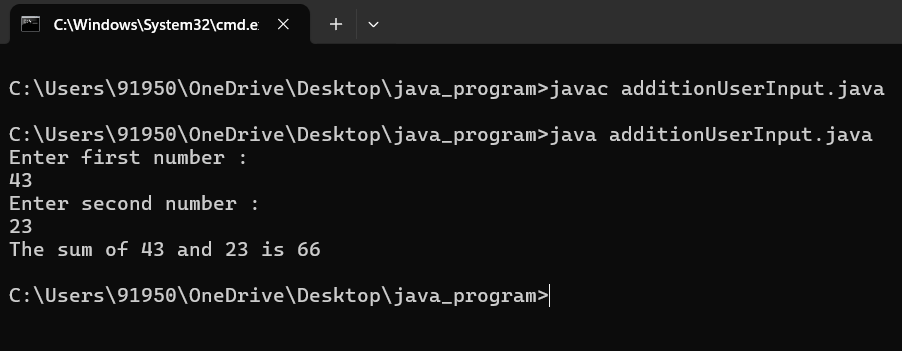 C:\Windows\System32\cmd.e
C:\Users\91950\OneDrive\Desktop\java_program>javac additionUserInput.java
C:\Users\91950\OneDrive\Desktop\java_program>java additionUserInput.java
Enter first number :
43
Enter second number :
23
The sum of 43 and 23 is 66
C:\Users\91950\OneDrive\Desktop\java_program>